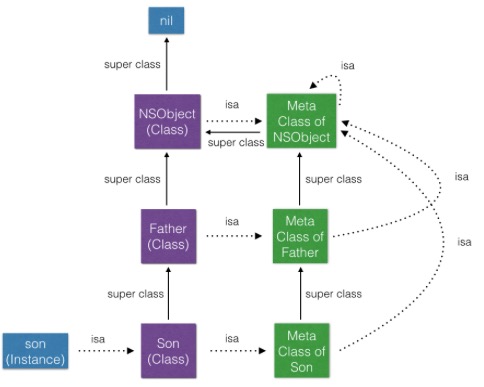 nil
super class
isa
NSObject
(Class)
isa
Meta
Class of
NSObject
super class
super class
super class
isa
Father
(Class)
isa
Meta
Class of
Father
isa
super class
super class
son
(Instance)
isa
Son
(Class)
isa
Meta
Class of
Son